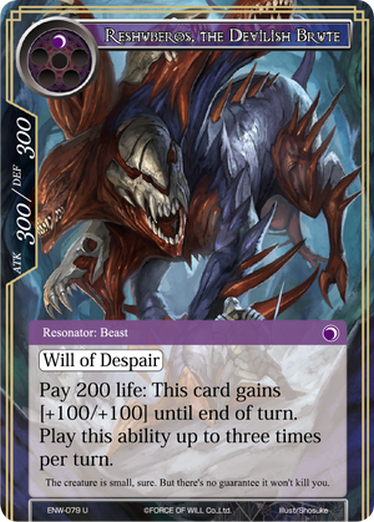 Reshuberos, the Devilish Brute
ATK 300 / DEF 300
Resonator: Beast
Will of Despair
Pay 200 life: This card gains
[+100/+100] until end of turn.
Play this ability up to three times
per turn.
The creature is small, sure. But there's no guarantee it won't kill you.
ENW-079 U ©FORCE OF WILL Co.,Ltd. Illust/Shosuke